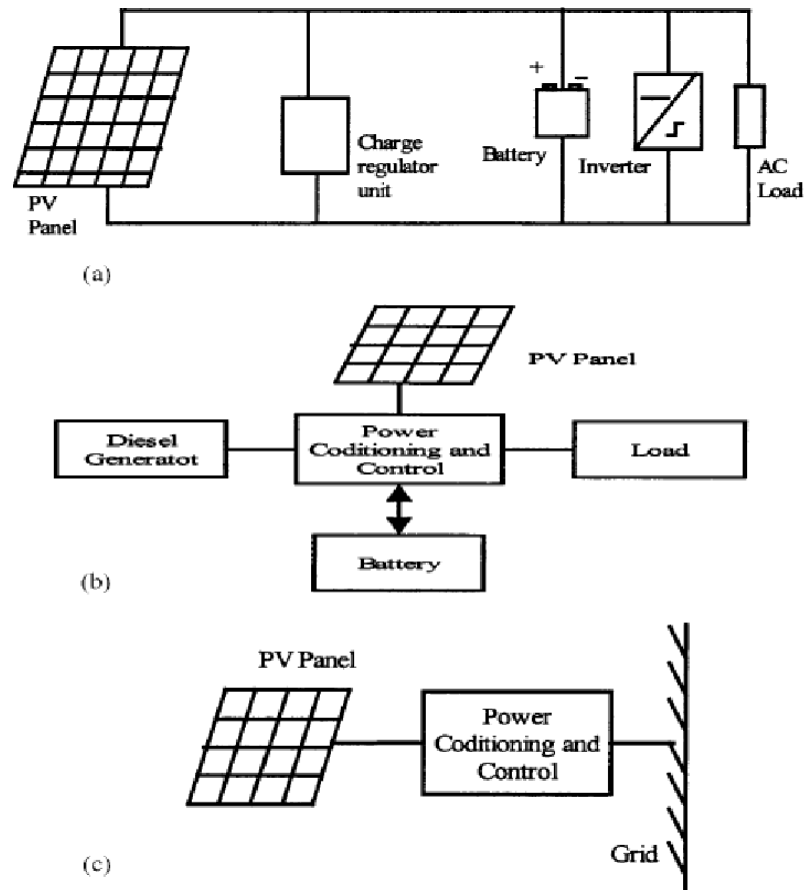 + −
PV
Panel
Charge
regulator
unit
Battery
Inverter
AC
Load
(a)
PV Panel
Diesel
Generatot
Power
Coditioning and
Control
Load
Battery
(b)
PV Panel
Power
Coditioning and
Control
Grid
(c)